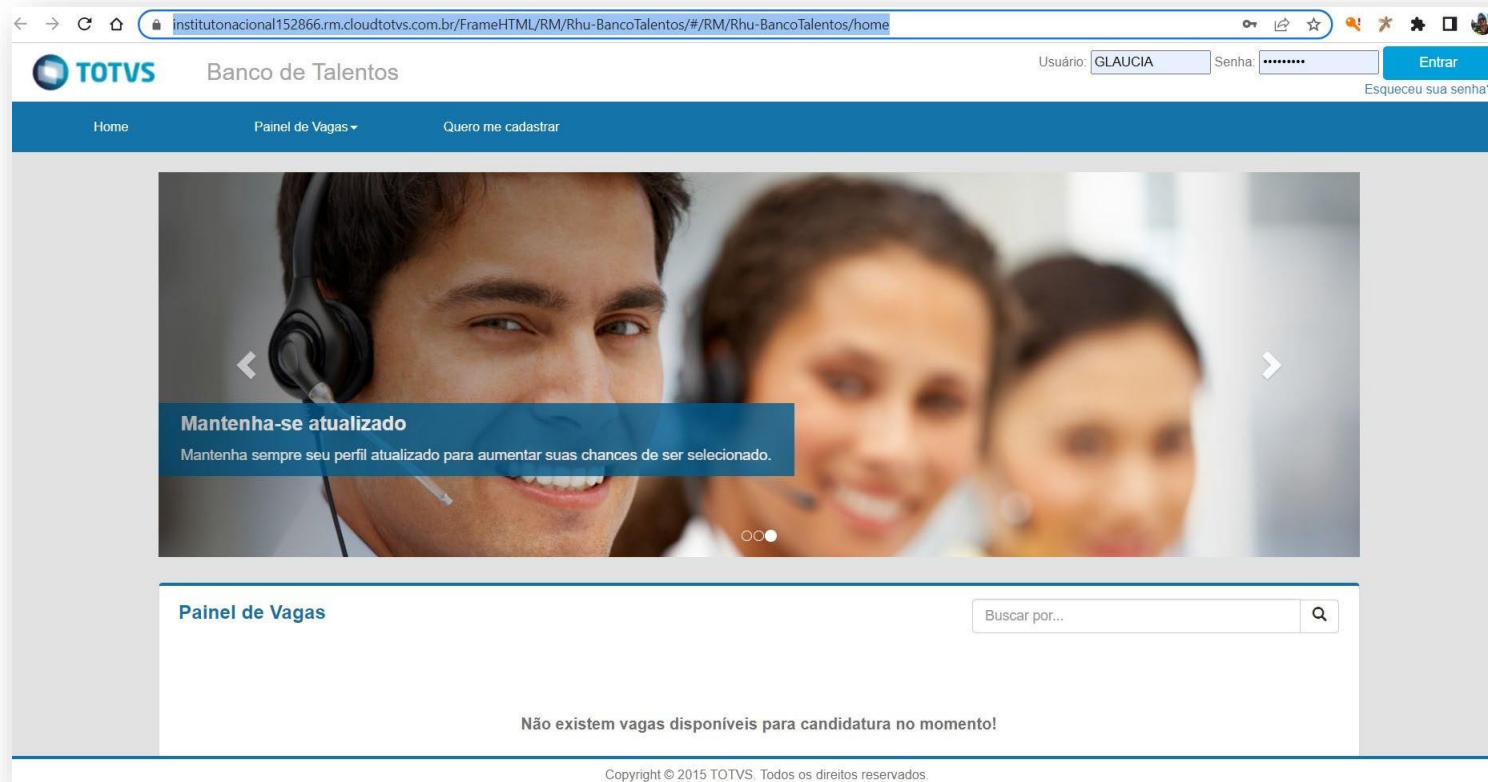 institutonacional152866.rm.cloudtotvs.com.br/FrameHTML/RM/Rhu-BancoTalentos/#/RM/Rhu-BancoTalentos/home
TOTVS
Banco de Talentos
Usuário: GLAUCIA Senha: ••••••••• Entrar
Esqueceu sua senha?
Home Painel de Vagas Quero me cadastrar
Mantenha-se atualizado
Mantenha sempre seu perfil atualizado para aumentar suas chances de ser selecionado.
Painel de Vagas
Buscar por...
Não existem vagas disponíveis para candidatura no momento!
Copyright © 2015 TOTVS. Todos os direitos reservados.